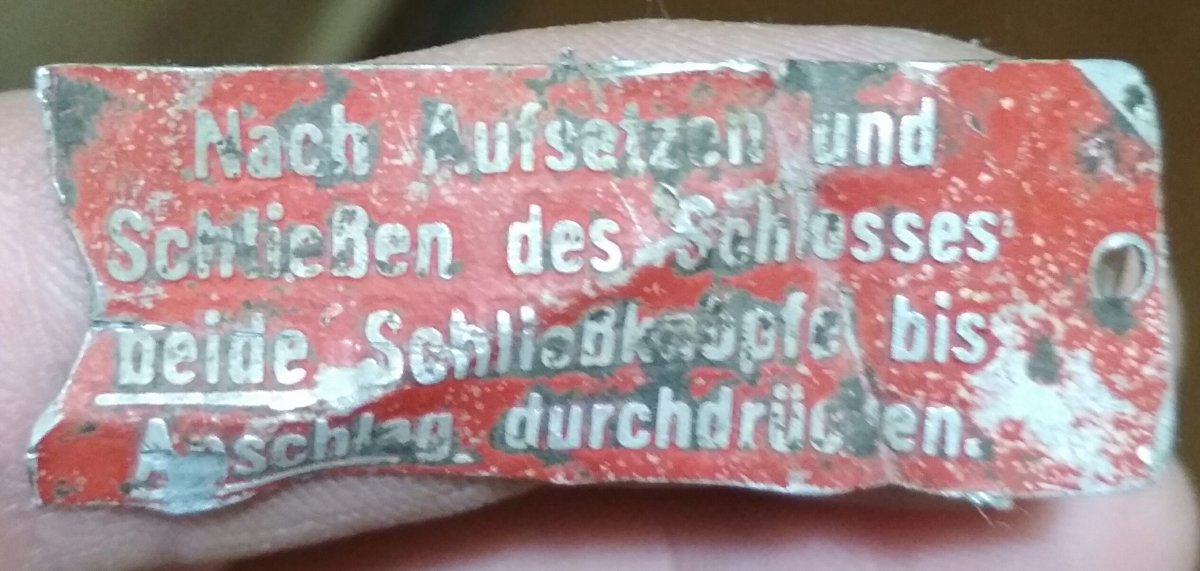 Nach Aufsetzen und
Schließen des Schlosses
beide Schließknöpfe bis
Anschlag durchdrücken.